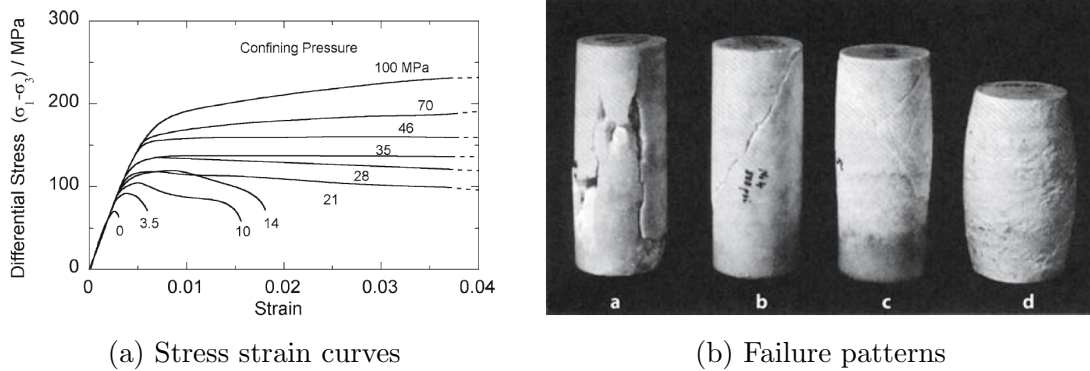 300
200
100
0
Differential Stress (σ1-σ3) / MPa
Confining Pressure
100 MPa
70
46
35
28
21
14
10
3.5
0
0
0.01
0.02
0.03
0.04
Strain
a
b
c
d
(a) Stress strain curves
(b) Failure patterns